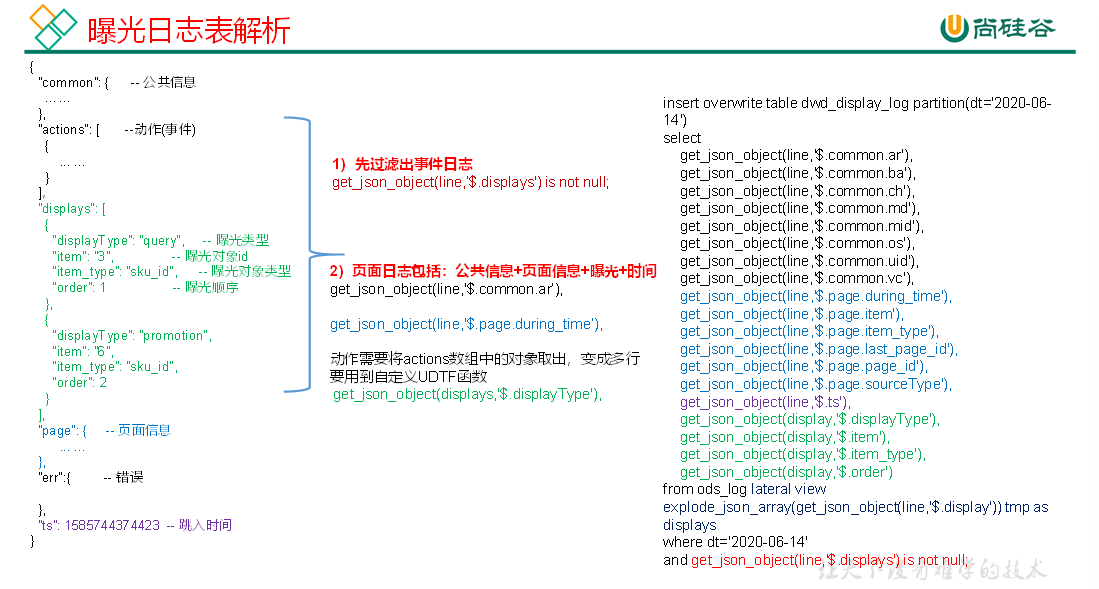 曝光日志表解析
尚硅谷
{
"common": { -- 公共信息
... ...
},
"actions": [ --动作(事件)
{
... ...
}
],
"displays": [
{
"displayType": "query", -- 曝光类型
"item": "3", -- 曝光对象id
"item_type": "sku_id", -- 曝光对象类型
"order": 1 -- 曝光顺序
},
{
"displayType": "promotion",
"item": "6",
"item_type": "sku_id",
"order": 2
}
],
"page": { -- 页面信息
... ...
},
"err":{ -- 错误
},
"ts": 1585744374423 -- 跳入时间
}
1）先过滤出事件日志
get_json_object(line,'$.displays') is not null;
2）页面日志包括：公共信息+页面信息+曝光+时间
get_json_object(line,'$.common.ar'),
get_json_object(line,'$.page.during_time'),
动作需要将actions数组中的对象取出，变成多行
要用到自定义UDTF函数
get_json_object(displays,'$.displayType'),
insert overwrite table dwd_display_log partition(dt='2020-06-
14')
select
get_json_object(line,'$.common.ar'),
get_json_object(line,'$.common.ba'),
get_json_object(line,'$.common.ch'),
get_json_object(line,'$.common.md'),
get_json_object(line,'$.common.mid'),
get_json_object(line,'$.common.os'),
get_json_object(line,'$.common.uid'),
get_json_object(line,'$.common.vc'),
get_json_object(line,'$.page.during_time'),
get_json_object(line,'$.page.item'),
get_json_object(line,'$.page.item_type'),
get_json_object(line,'$.page.last_page_id'),
get_json_object(line,'$.page.page_id'),
get_json_object(line,'$.page.sourceType'),
get_json_object(line,'$.ts'),
get_json_object(display,'$.displayType'),
get_json_object(display,'$.item'),
get_json_object(display,'$.item_type'),
get_json_object(display,'$.order')
from ods_log lateral view
explode_json_array(get_json_object(line,'$.display')) tmp as
displays
where dt='2020-06-14'
and get_json_object(line,'$.displays') is not null;
让天下没有难学的技术